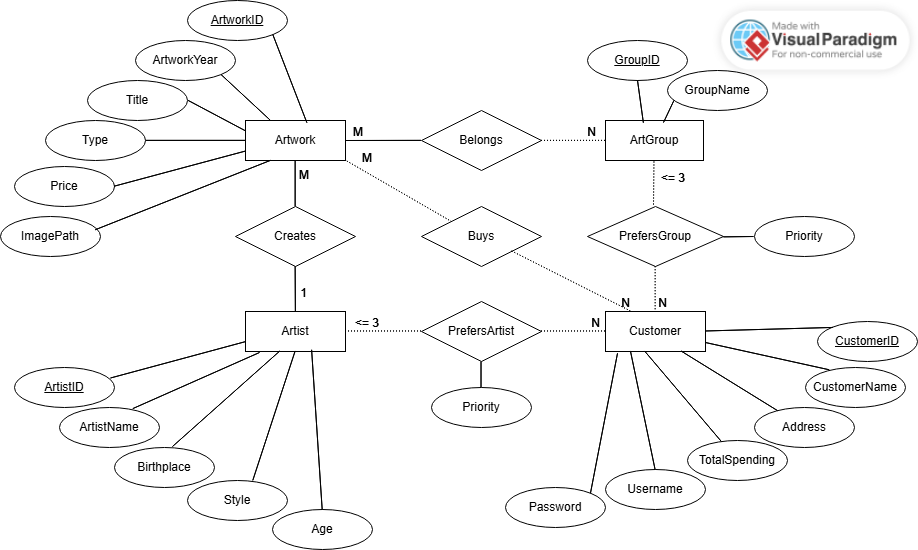 ArtworkID
Made with
VisualParadigm
For non-commercial use
ArtworkYear
GroupID
Title
GroupName
Type
Artwork
M
Belongs
N
ArtGroup
M
Price
M
<= 3
ImagePath
Creates
Buys
PrefersGroup
Priority
1
N
N
Artist
<= 3
PrefersArtist
N
Customer
CustomerID
ArtistID
CustomerName
Priority
ArtistName
Address
Birthplace
TotalSpending
Style
Username
Password
Age